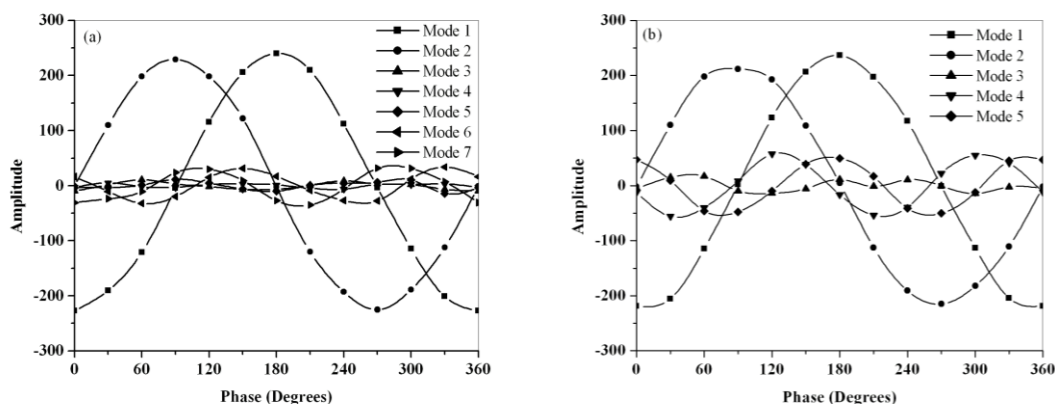 (a)
Mode 1
Mode 2
Mode 3
Mode 4
Mode 5
Mode 6
Mode 7
300
200
100
0
-100
-200
-300
Amplitude
0 60 120 180 240 300 360
Phase (Degrees)
(b)
Mode 1
Mode 2
Mode 3
Mode 4
Mode 5
300
200
100
0
-100
-200
-300
Amplitude
0 60 120 180 240 300 360
Phase (Degrees)